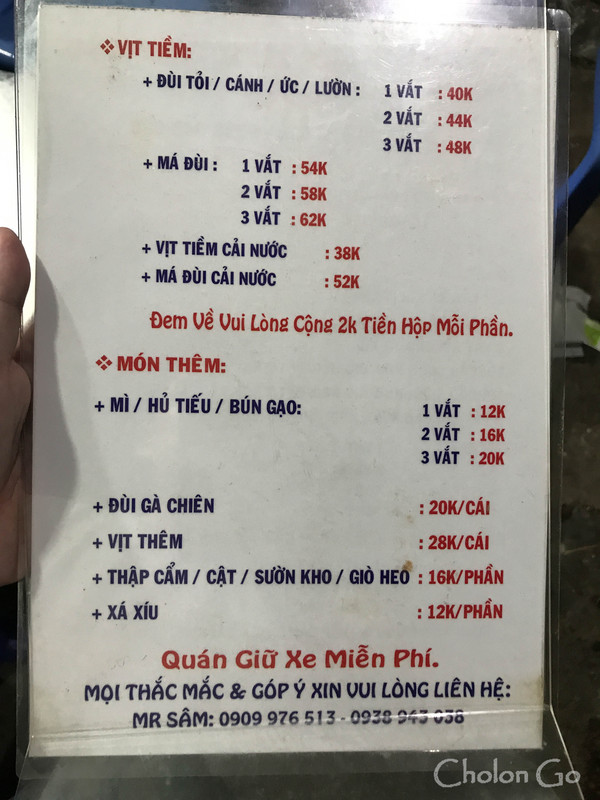 ❖VỊT TIỀM:
+ ĐÙI TỎI / CÁNH / ỨC / LƯỜN : 1 VẮT : 40K
2 VẮT : 44K
3 VẮT : 48K
+ MÁ ĐÙI : 1 VẮT : 54K
2 VẮT : 58K
3 VẮT : 62K
+ VỊT TIỀM CẢI NƯỚC : 38K
+ MÁ ĐÙI CẢI NƯỚC : 52K
Đem Về Vui Lòng Cộng 2k Tiền Hộp Mỗi Phần.
❖ MÓN THÊM:
+ MÌ / HỦ TIẾU / BÚN GẠO: 1 VẮT : 12K
2 VẮT : 16K
3 VẮT : 20K
+ ĐÙI GÀ CHIÊN : 20K/CÁI
+ VỊT THÊM : 28K/CÁI
+ THẬP CẨM / CẬT / SƯỜN KHO / GIÒ HEO : 16K/PHẦN
+ XÁ XÍU : 12K/PHẦN
Quán Giữ Xe Miễn Phí.
MỌI THẮC MẮC & GÓP Ý XIN VUI LÒNG LIÊN HỆ:
MR SÂM: 0909 976 513 - 0938 943 038
Cholon Go